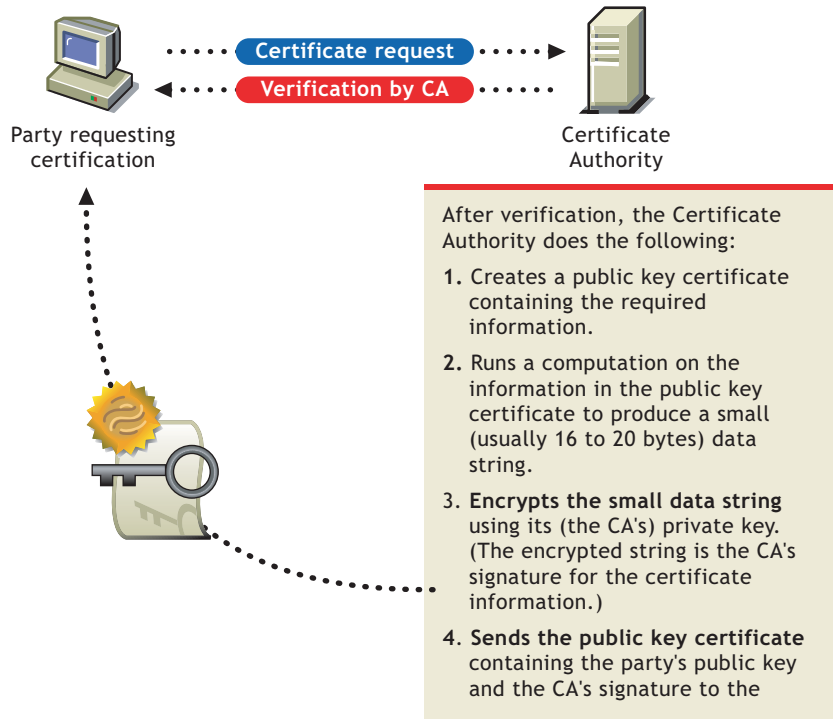 Certificate request
Verification by CA
Party requesting
certification
Certificate
Authority
After verification, the Certificate
Authority does the following:
1. Creates a public key certificate
containing the required
information.
2. Runs a computation on the
information in the public key
certificate to produce a small
(usually 16 to 20 bytes) data
string.
3. Encrypts the small data string
using its (the CA's) private key.
(The encrypted string is the CA's
signature for the certificate
information.)
4. Sends the public key certificate
containing the party's public key
and the CA's signature to the